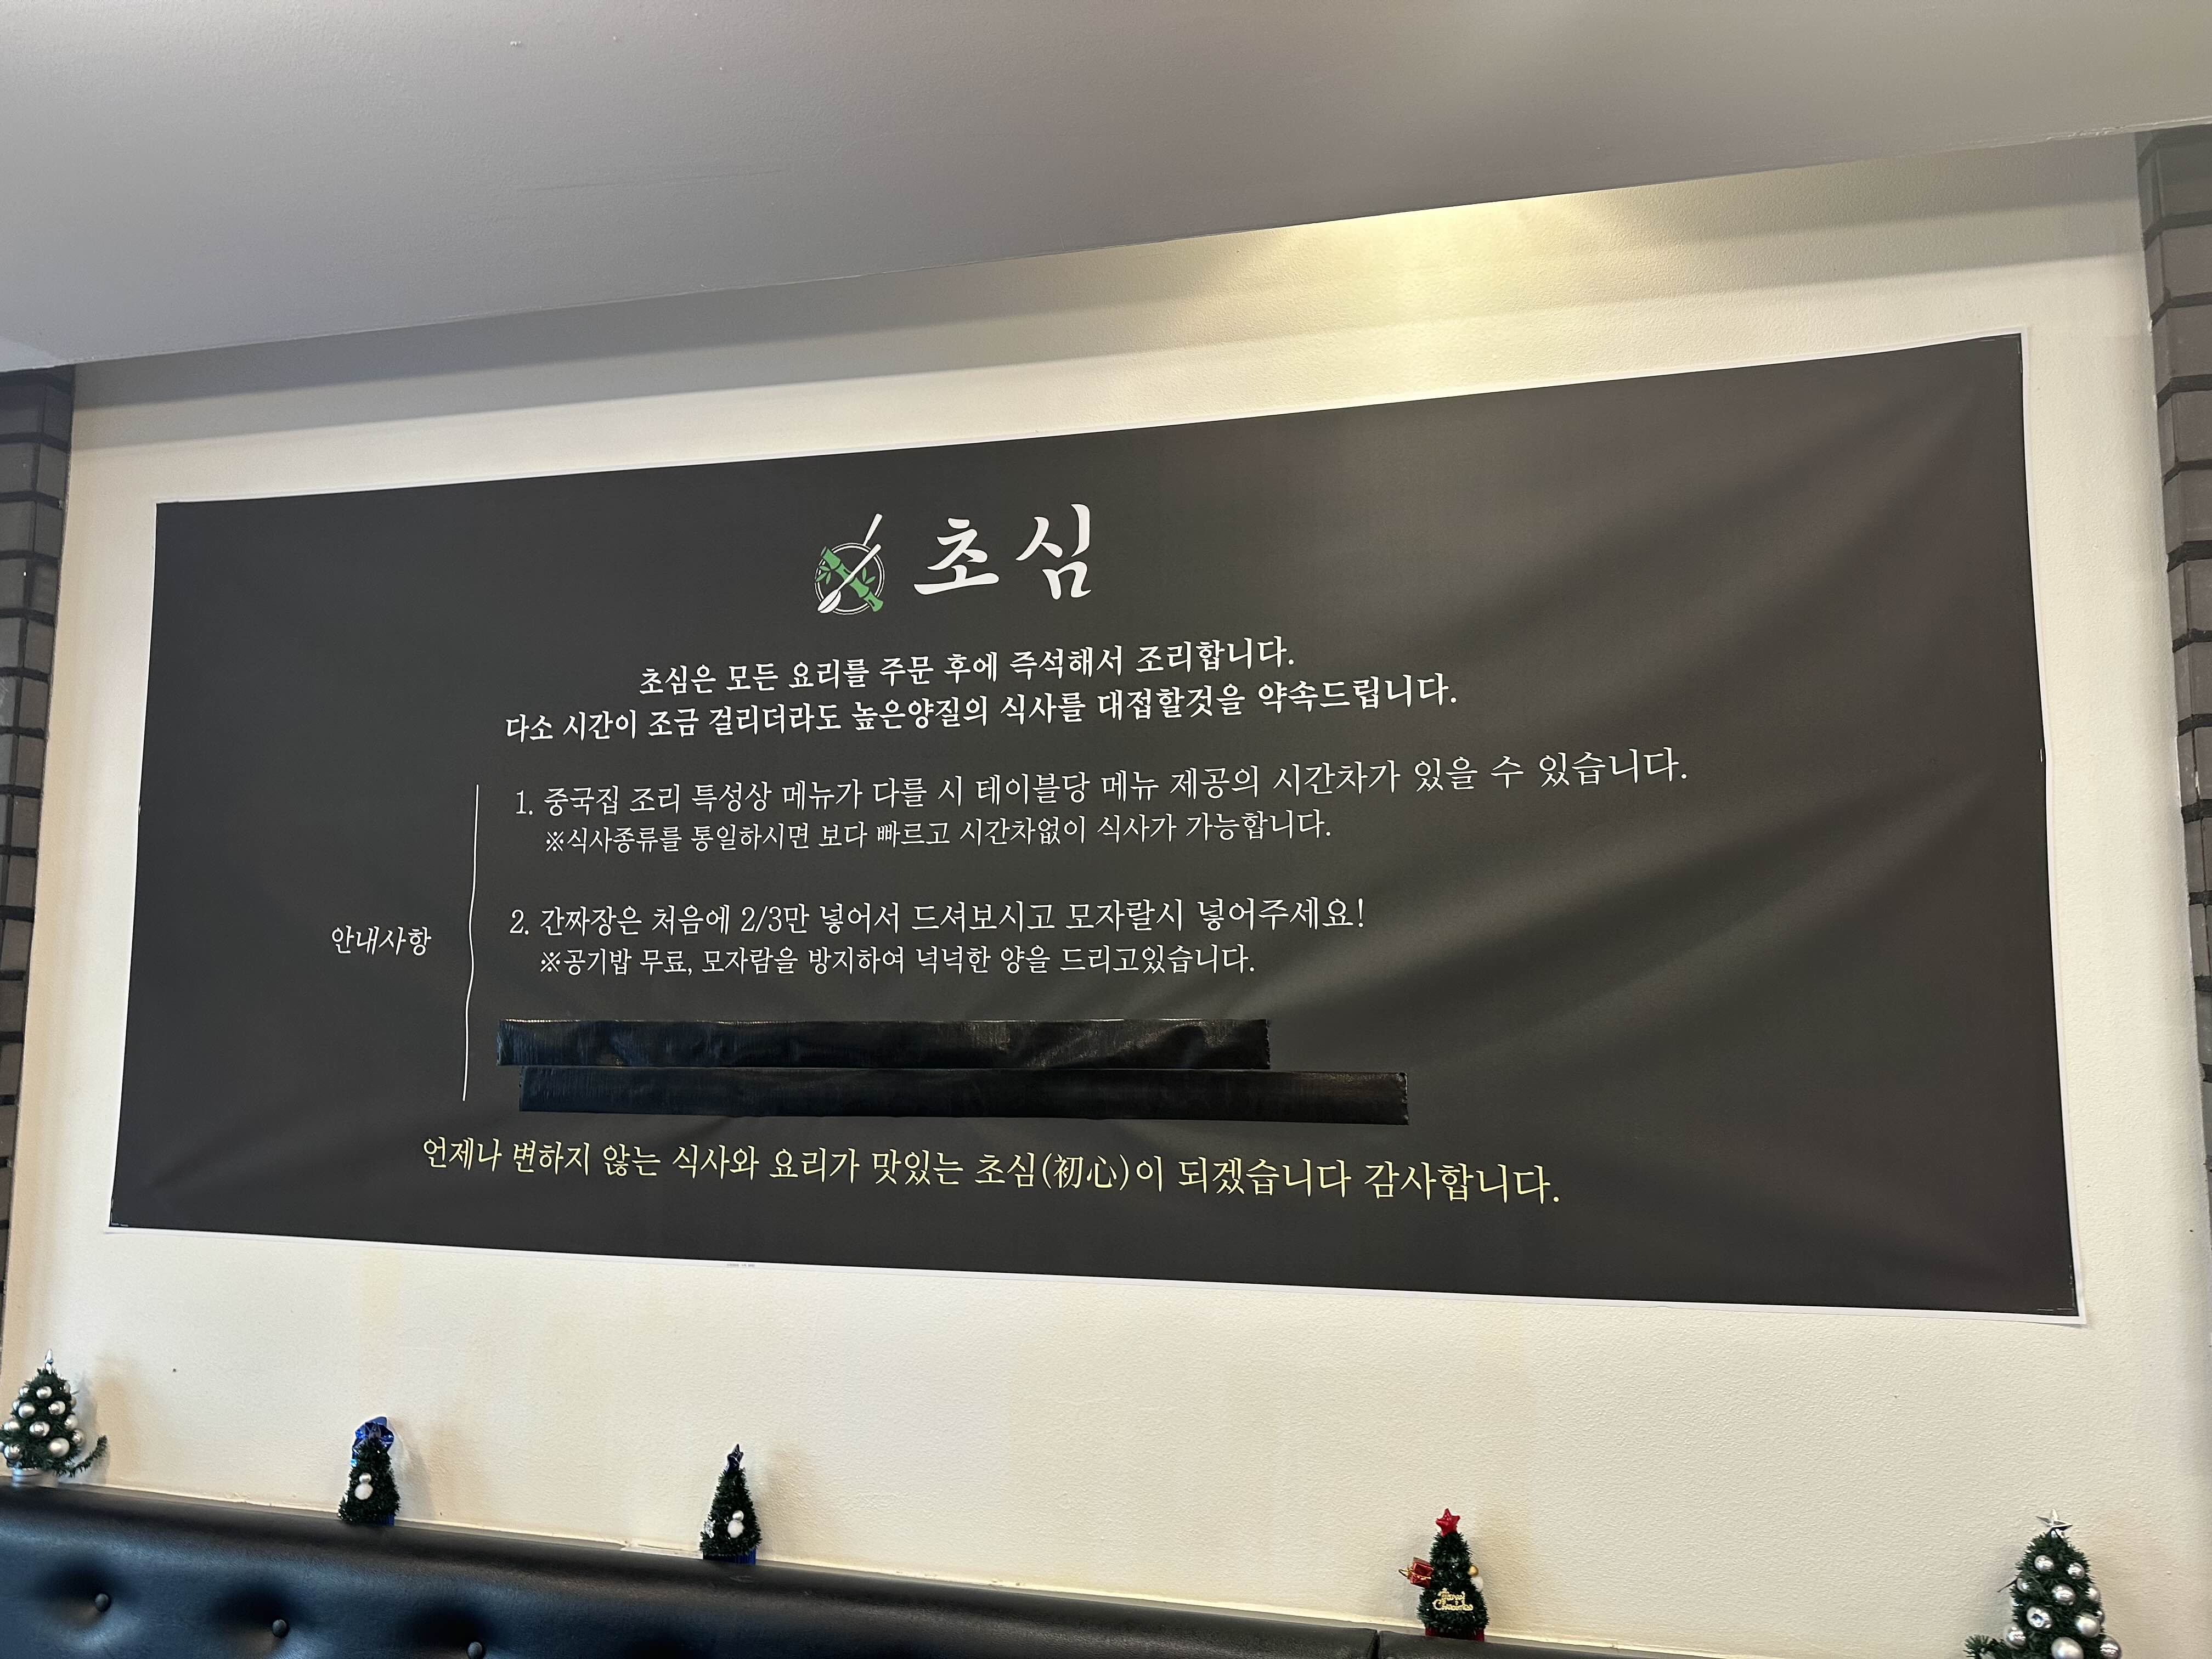 초심
초심은 모든 요리를 주문 후에 즉석해서 조리합니다.
다소 시간이 조금 걸리더라도 높은양질의 식사를 대접할것을 약속드립니다.
안내사항
1. 중국집 조리 특성상 메뉴가 다를 시 테이블당 메뉴 제공의 시간차가 있을 수 있습니다.
※식사종류를 통일하시면 보다 빠르고 시간차없이 식사가 가능합니다.
2. 간짜장은 처음에 2/3만 넣어서 드셔보시고 모자랄시 넣어주세요!
※공기밥 무료, 모자람을 방지하여 넉넉한 양을 드리고있습니다.
언제나 변하지 않는 식사와 요리가 맛있는 초심(初心)이 되겠습니다 감사합니다.
Merry
Christmas